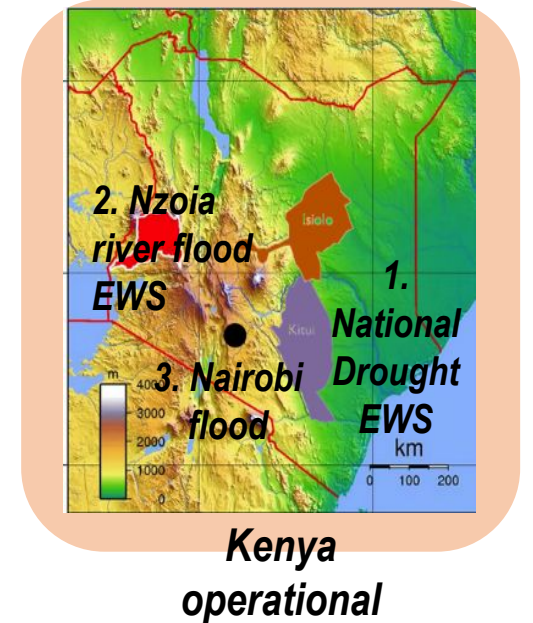 2. Nzoia
river flood
EWS
Isiolo
1.
National
Drought
EWS
Kitui
3. Nairobi
flood
m
4000
3000
2000
1000
0
km
0 100 200
Kenya
operational